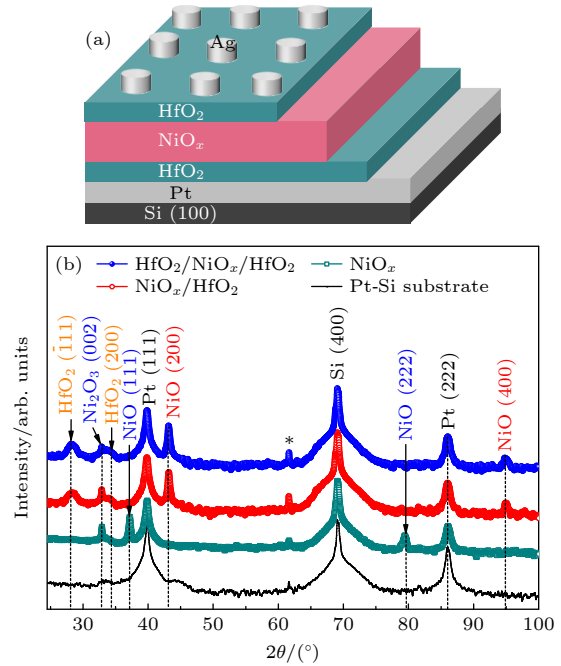 (a)
Ag
HfO₂
NiOₓ
HfO₂
Pt
Si (100)
(b)
HfO₂/NiOₓ/HfO₂
NiOₓ
NiOₓ/HfO₂
Pt-Si substrate
HfO₂ (1̄11)
Ni₂O₃ (002)
HfO₂ (200)
NiO (111)
Pt (111)
NiO (200)
*
Si (400)
NiO (222)
Pt (222)
NiO (400)
Intensity/arb. units
30 40 50 60 70 80 90 100
2θ/(°)